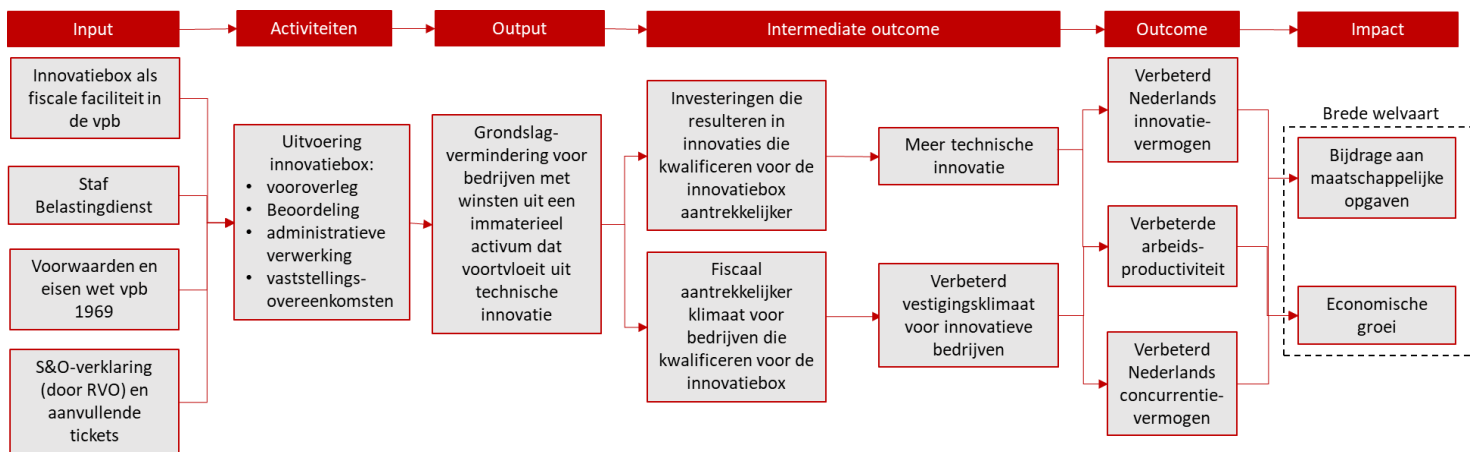 Input
Activiteiten
Output
Intermediate outcome
Outcome
Impact
Innovatiebox als
fiscale faciliteit in
de vpb
Staf
Belastingdienst
Voorwaarden en
eisen wet vpb
1969
S&O-verklaring
(door RVO) en
aanvullende
tickets
Uitvoering
innovatiebox:
• vooroverleg
• Beoordeling
• administratieve
verwerking
• vaststellings-
overeenkomsten
Grondslag-
vermindering voor
bedrijven met
winsten uit een
immaterieel
activum dat
voortvloeit uit
technische
innovatie
Investeringen die
resulteren in
innovaties die
kwalificeren voor de
innovatiebox
aantrekkelijker
Fiscaal
aantrekkelijker
klimaat voor
bedrijven die
kwalificeren voor de
innovatiebox
Meer technische
innovatie
Verbeterd
vestigingsklimaat
voor innovatieve
bedrijven
Verbeterd
Nederlands
innovatie-
vermogen
Verbeterde
arbeids-
productiviteit
Verbeterd
Nederlands
concurrentie-
vermogen
Brede welvaart
Bijdrage aan
maatschappelijke
opgaven
Economische
groei